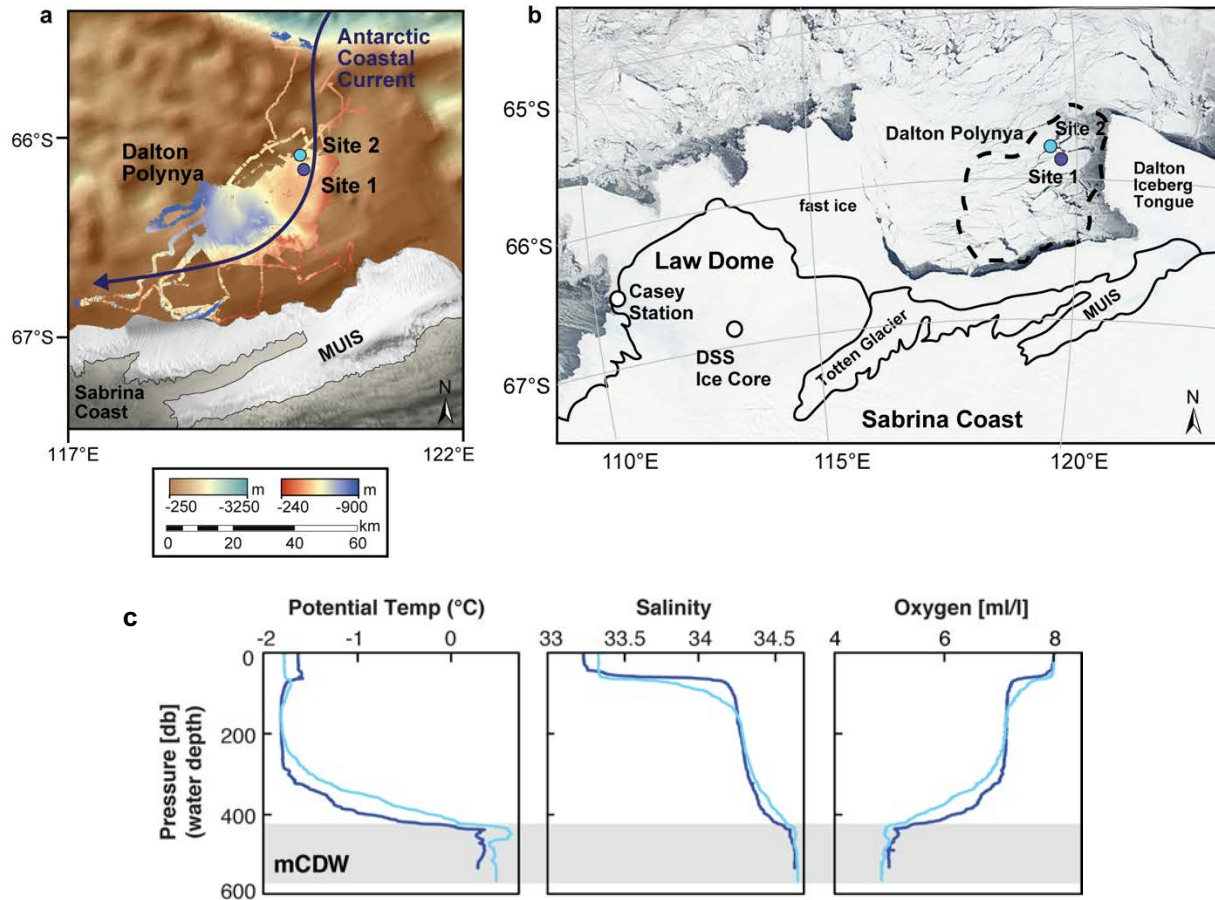 a
Antarctic
Coastal
Current
66°S
Dalton
Polynya
Site 2
Site 1
67°S
MUIS
Sabrina
Coast
N
117°E
122°E
m
m
-250
-3250
-240
-900
km
0
20
40
60
b
65°S
66°S
67°S
Dalton Polynya
Site 2
Site 1
Dalton
Iceberg
Tongue
fast ice
Law Dome
Casey
Station
DSS
Ice Core
Totten Glacier
MUIS
Sabrina Coast
N
110°E
115°E
120°E
c
Potential Temp (°C)
-2
-1
0
Salinity
33
33.5
34
34.5
Oxygen [ml/l]
4
6
8
Pressure [db]
(water depth)
0
200
400
600
mCDW